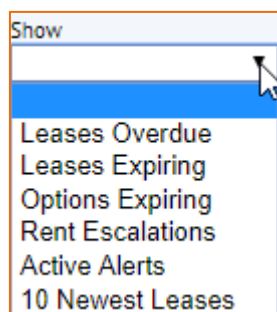 Show
Leases Overdue
Leases Expiring
Options Expiring
Rent Escalations
Active Alerts
10 Newest Leases